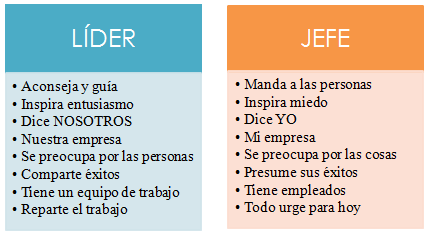 LÍDER
• Aconseja y guía
• Inspira entusiasmo
• Dice NOSOTROS
• Nuestra empresa
• Se preocupa por las personas
• Comparte éxitos
• Tiene un equipo de trabajo
• Reparte el trabajo
JEFE
• Manda a las personas
• Inspira miedo
• Dice YO
• Mi empresa
• Se preocupa por las cosas
• Presume sus éxitos
• Tiene empleados
• Todo urge para hoy